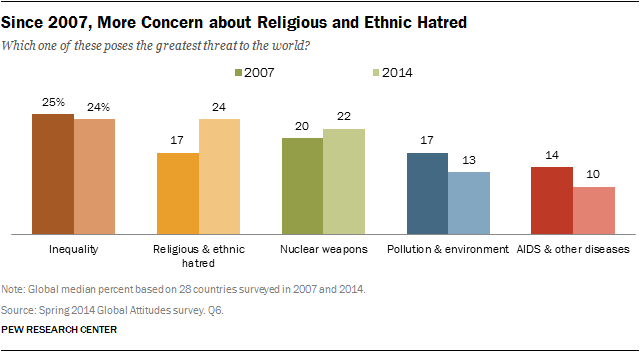 Since 2007, More Concern about Religious and Ethnic Hatred
Which one of these poses the greatest threat to the world?
2007 2014
25% 24% 17 24 20 22 17 13 14 10
Inequality Religious & ethnic Nuclear weapons Pollution & environment AIDS & other diseases
hatred
Note: Global median percent based on 28 countries surveyed in 2007 and 2014.
Source: Spring 2014 Global Attitudes survey. Q6.
PEW RESEARCH CENTER